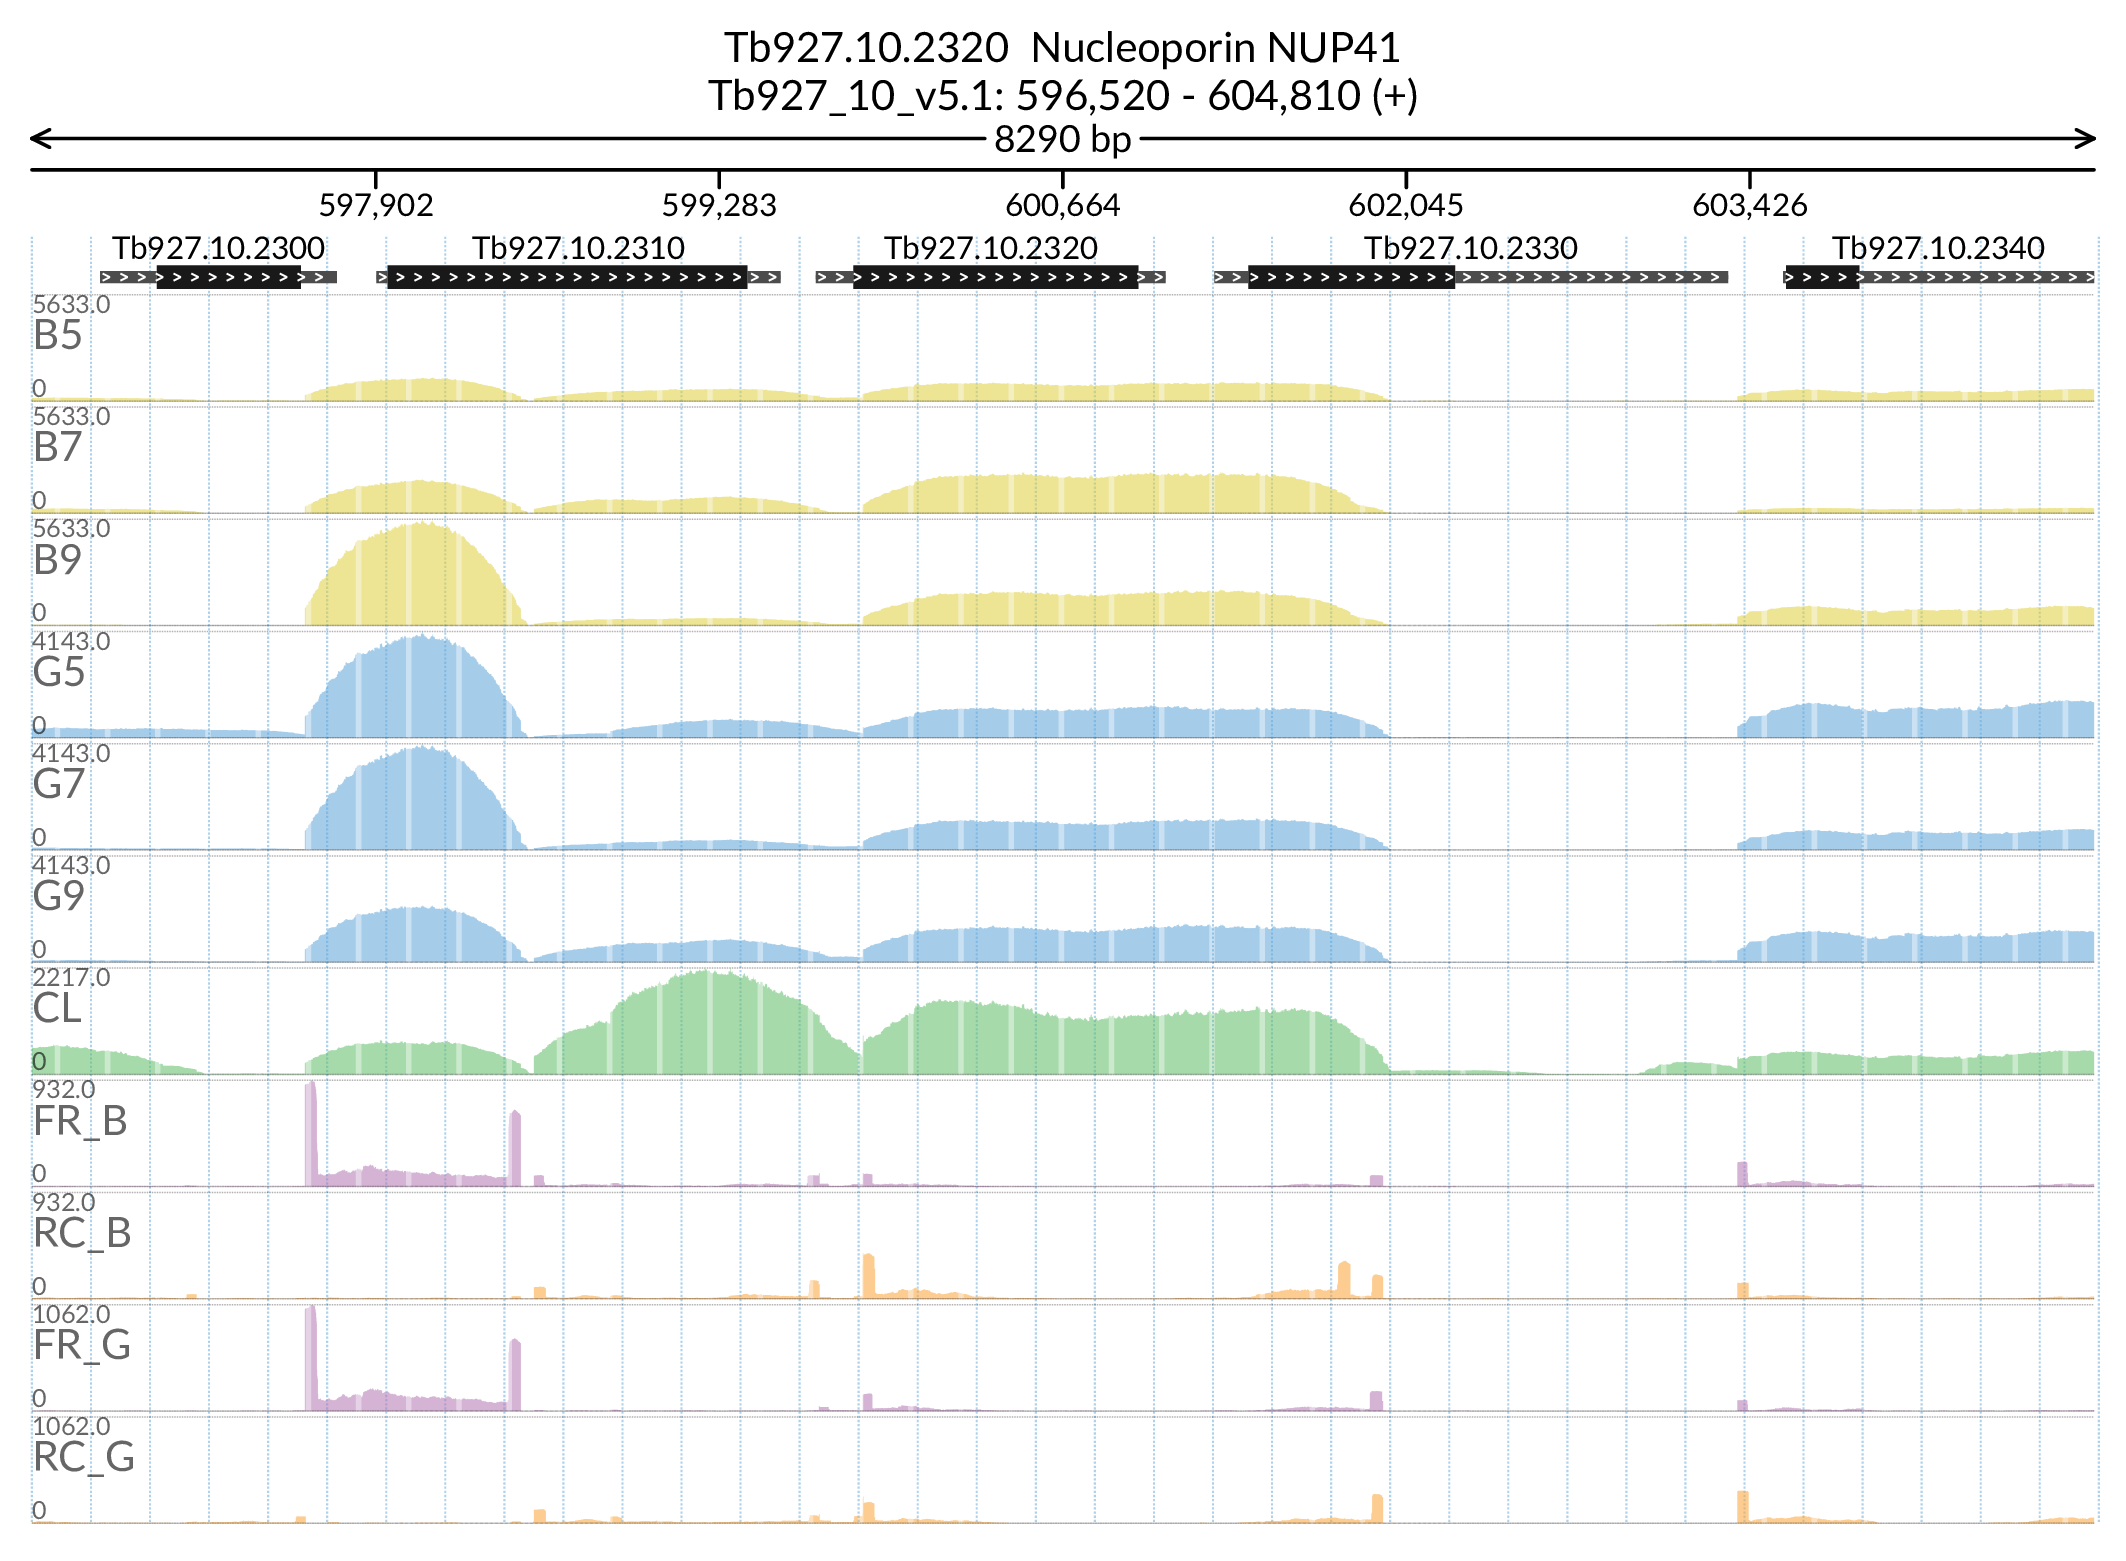 Tb927.10.2320  Nucleoporin NUP41
Tb927_10_v5.1: 596,520 - 604,810 (+)
8290 bp
597,902 599,283 600,664 602,045 603,426
Tb927.10.2300 Tb927.10.2310 Tb927.10.2320 Tb927.10.2330 Tb927.10.2340
5633.0
B5
0
5633.0
B7
0
5633.0
B9
0
4143.0
G5
0
4143.0
G7
0
4143.0
G9
0
2217.0
CL
0
932.0
FR_B
0
932.0
RC_B
0
1062.0
FR_G
0
1062.0
RC_G
0